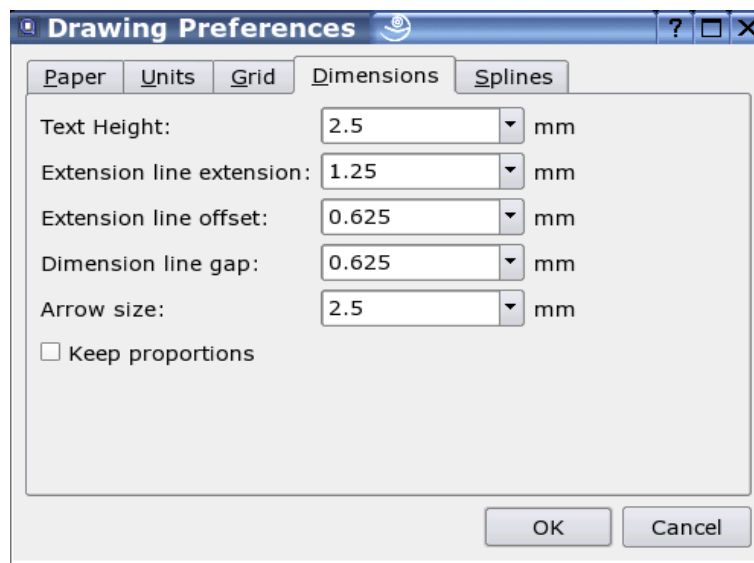 Drawing Preferences
Paper Units Grid Dimensions Splines
Text Height: 2.5 mm
Extension line extension: 1.25 mm
Extension line offset: 0.625 mm
Dimension line gap: 0.625 mm
Arrow size: 2.5 mm
Keep proportions
OK Cancel